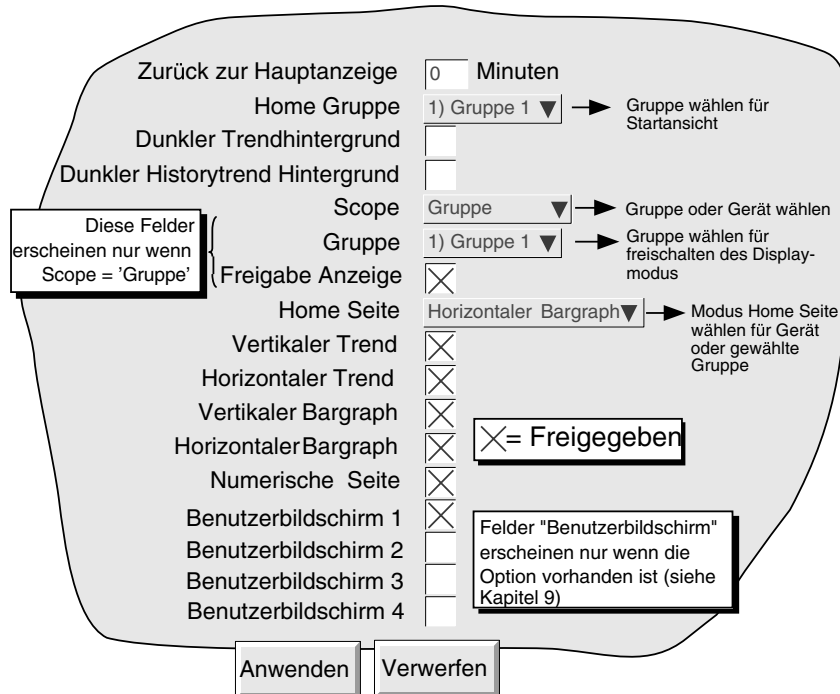 Zurück zur Hauptanzeige 0 Minuten
Home Gruppe 1) Gruppe 1 Gruppe wählen für
Startansicht
Dunkler Trendhintergrund
Dunkler Historytrend Hintergrund
Scope Gruppe Gruppe oder Gerät wählen
Diese Felder
erscheinen nur wenn
Scope = 'Gruppe'
Gruppe 1) Gruppe 1 Gruppe wählen für
freischalten des Display-
modus
Freigabe Anzeige
Home Seite Horizontaler Bargraph Modus Home Seite
wählen für Gerät
oder gewählte
Gruppe
Vertikaler Trend
Horizontaler Trend
Vertikaler Bargraph
Horizontaler Bargraph
= Freigegeben
Numerische Seite
Benutzerbildschirm 1
Benutzerbildschirm 2
Benutzerbildschirm 3
Benutzerbildschirm 4
Felder "Benutzerbildschirm"
erscheinen nur wenn die
Option vorhanden ist (siehe
Kapitel 9)
Anwenden Verwerfen